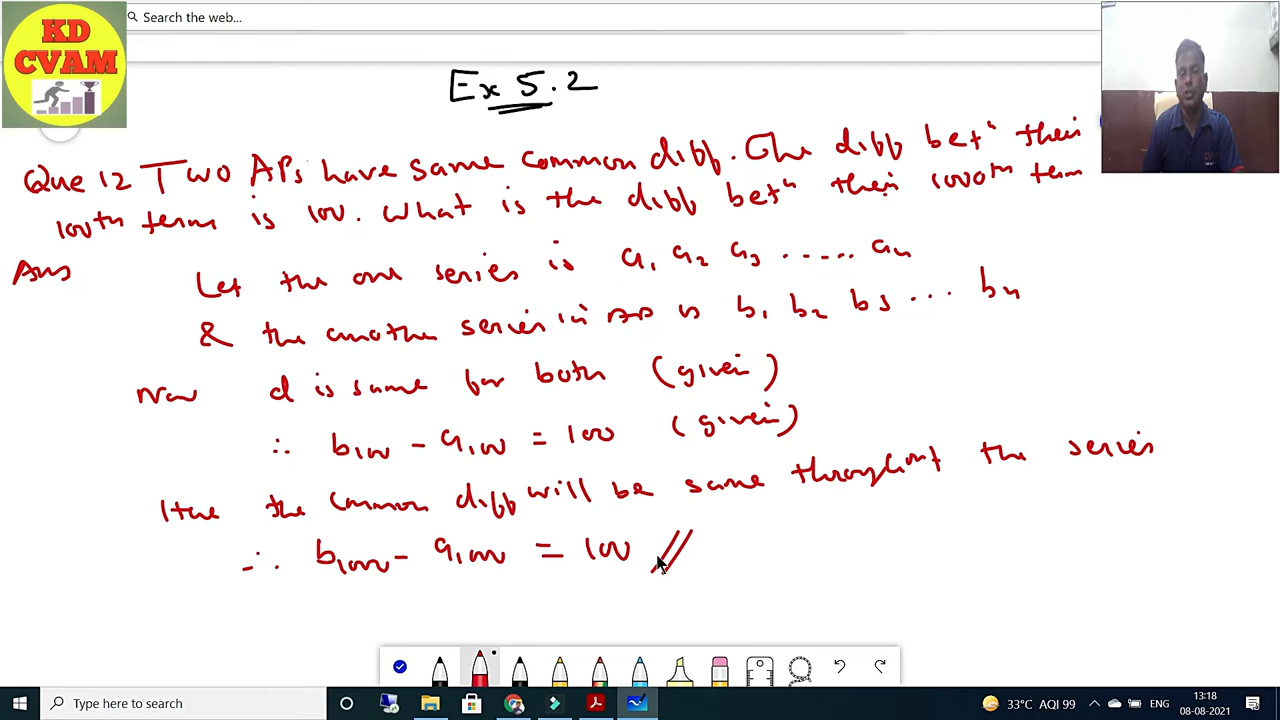 Search the web...
KD
CVAM
Ex 5.2
Que 12 Two APs have same common diff. The diff betn their
100th term is 100. What is the diff betn their 1000th term
Ans
Let the one series is a1 a2 a3 ...... an
& the another series in AP is b1 b2 b3 ... bn
Now d is same for both (given)
∴ b100 - a100 = 100 (given)
the common diff will be same throughout the series
∴ b1000 - a1000 = 100 //
Type here to search
33°C AQI 99
ENG
13:18
08-08-2021